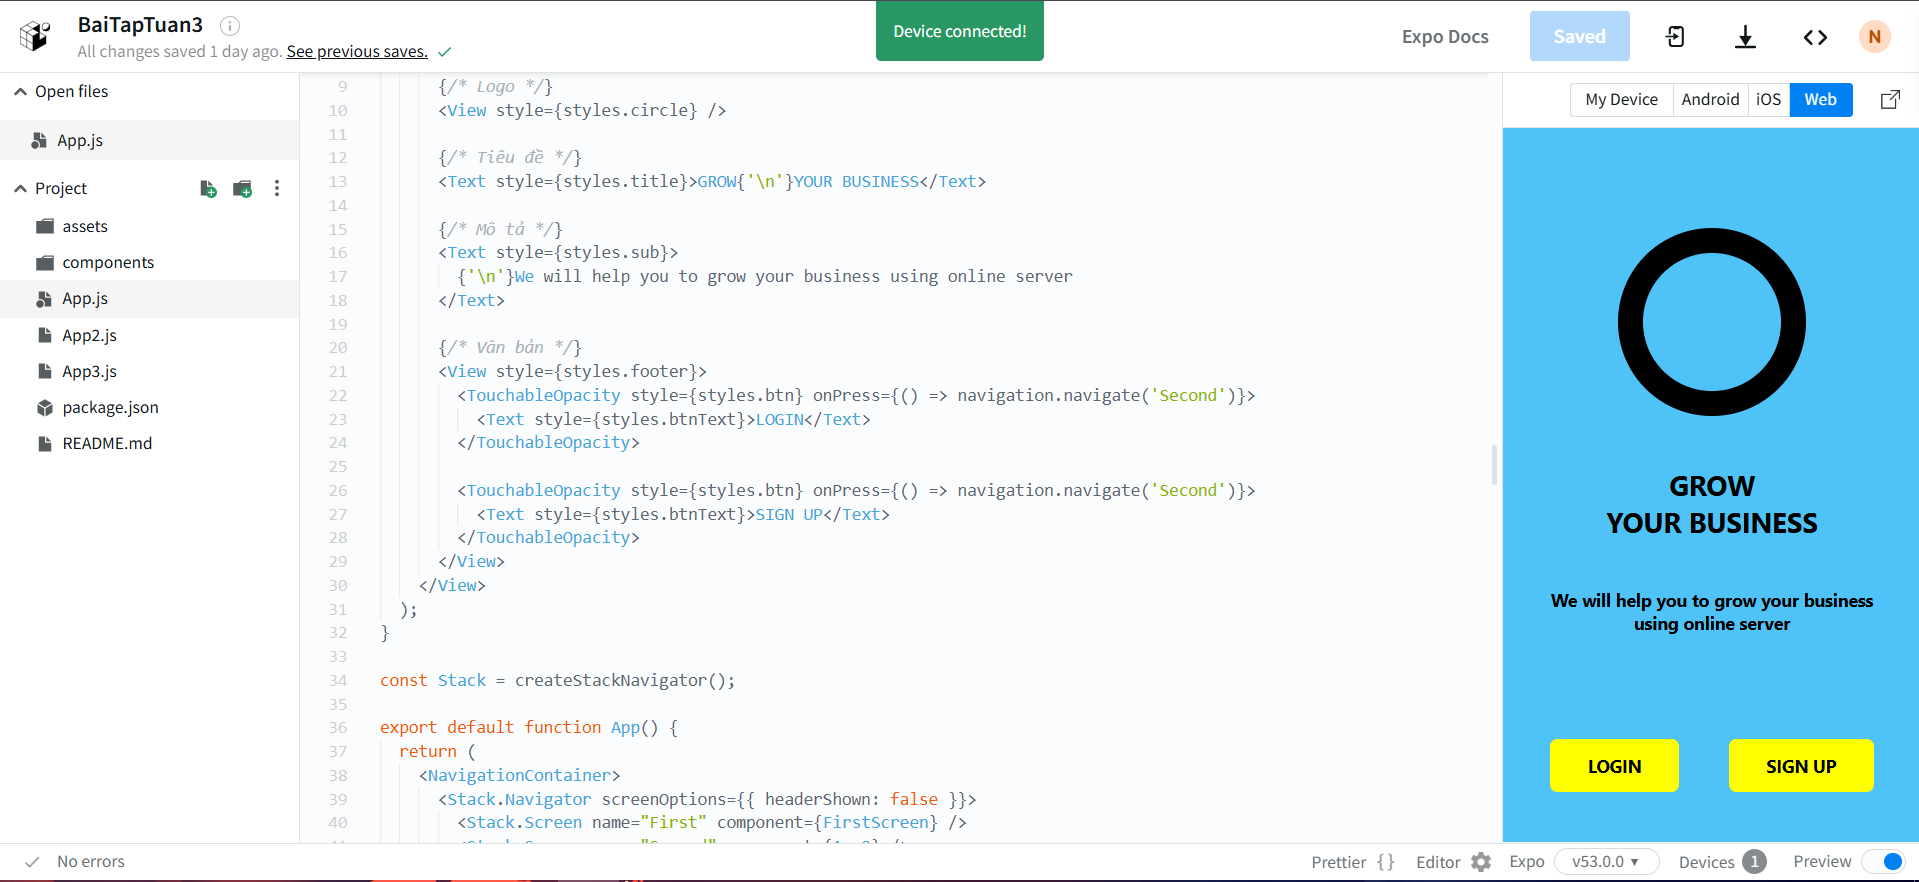 BaiTapTuan3
All changes saved 1 day ago. See previous saves.
Device connected!
Expo Docs
Saved
N
Open files
App.js
Project
assets
components
App.js
App2.js
App3.js
package.json
README.md
9 {/* Logo */}
10 <View style={styles.circle} />
11
12 {/* Tiêu đề */}
13 <Text style={styles.title}>GROW{'\n'}YOUR BUSINESS</Text>
14
15 {/* Mô tả */}
16 <Text style={styles.sub}>
17 {'\n'}We will help you to grow your business using online server
18 </Text>
19
20 {/* Văn bản */}
21 <View style={styles.footer}>
22 <TouchableOpacity style={styles.btn} onPress={() => navigation.navigate('Second')}>
23 <Text style={styles.btnText}>LOGIN</Text>
24 </TouchableOpacity>
25
26 <TouchableOpacity style={styles.btn} onPress={() => navigation.navigate('Second')}>
27 <Text style={styles.btnText}>SIGN UP</Text>
28 </TouchableOpacity>
29 </View>
30 </View>
31 );
32 }
33
34 const Stack = createStackNavigator();
35
36 export default function App() {
37 return (
38 <NavigationContainer>
39 <Stack.Navigator screenOptions={{ headerShown: false }}>
40 <Stack.Screen name="First" component={FirstScreen} />
My Device
Android
iOS
Web
GROW
YOUR BUSINESS
We will help you to grow your business
using online server
LOGIN
SIGN UP
No errors
Prettier {}
Editor
Expo
v53.0.0
Devices 1
Preview